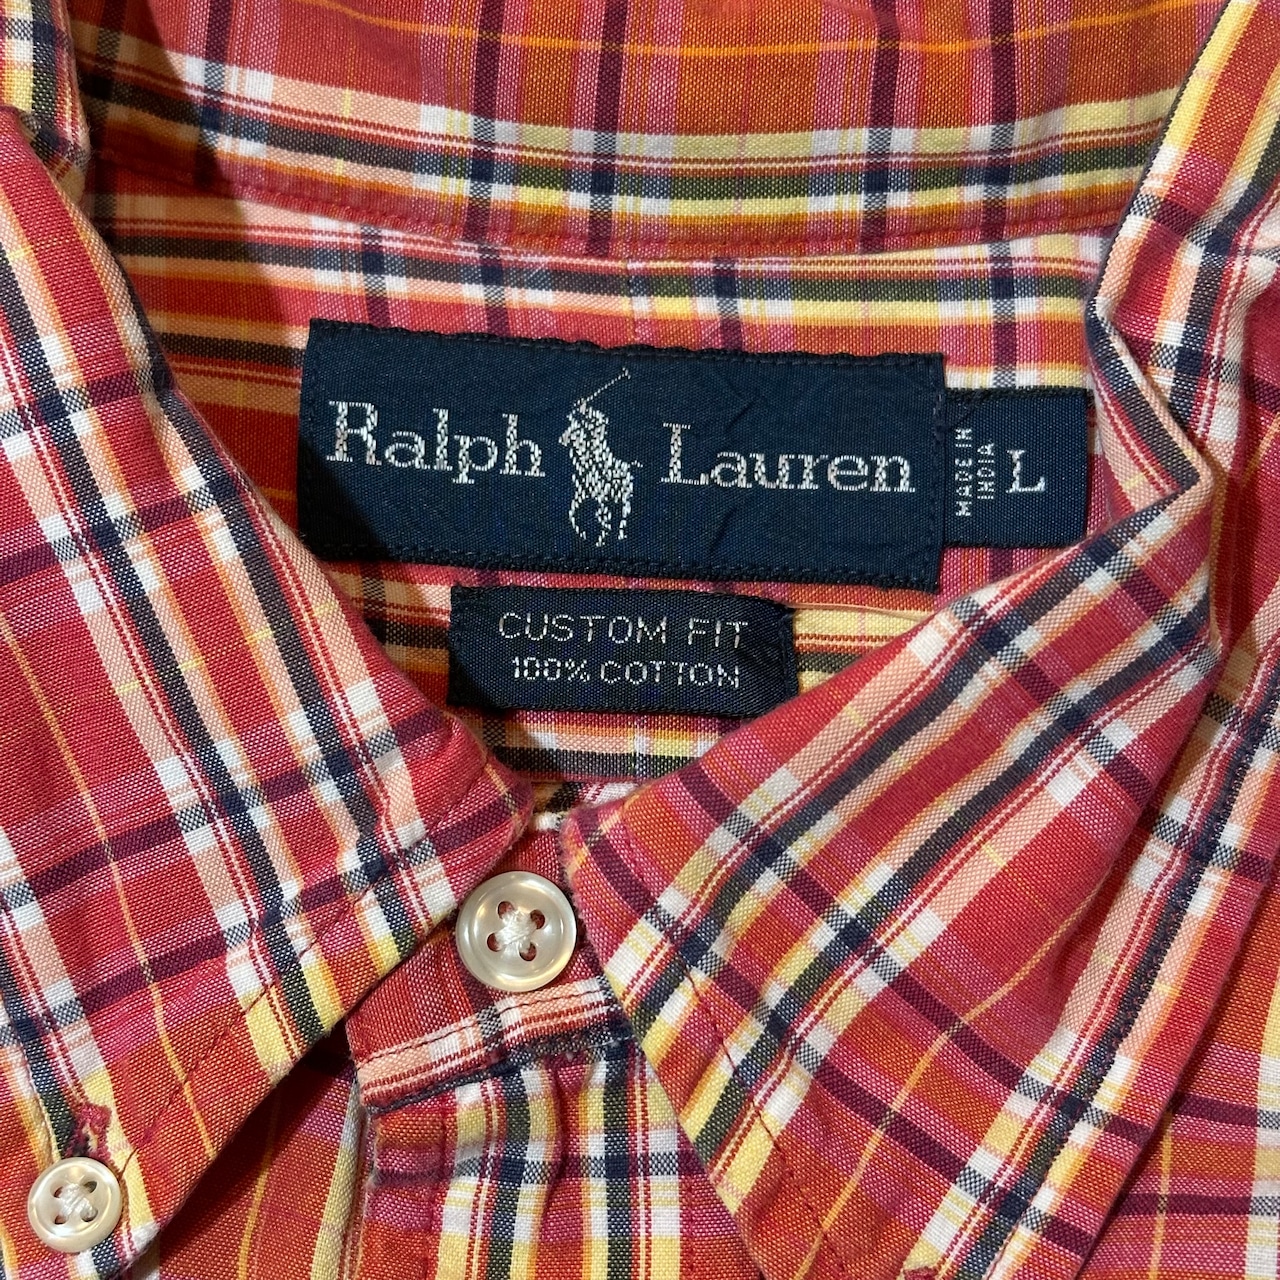 Ralph Lauren
MADE IN
INDIA
L
CUSTOM FIT
100% COTTON